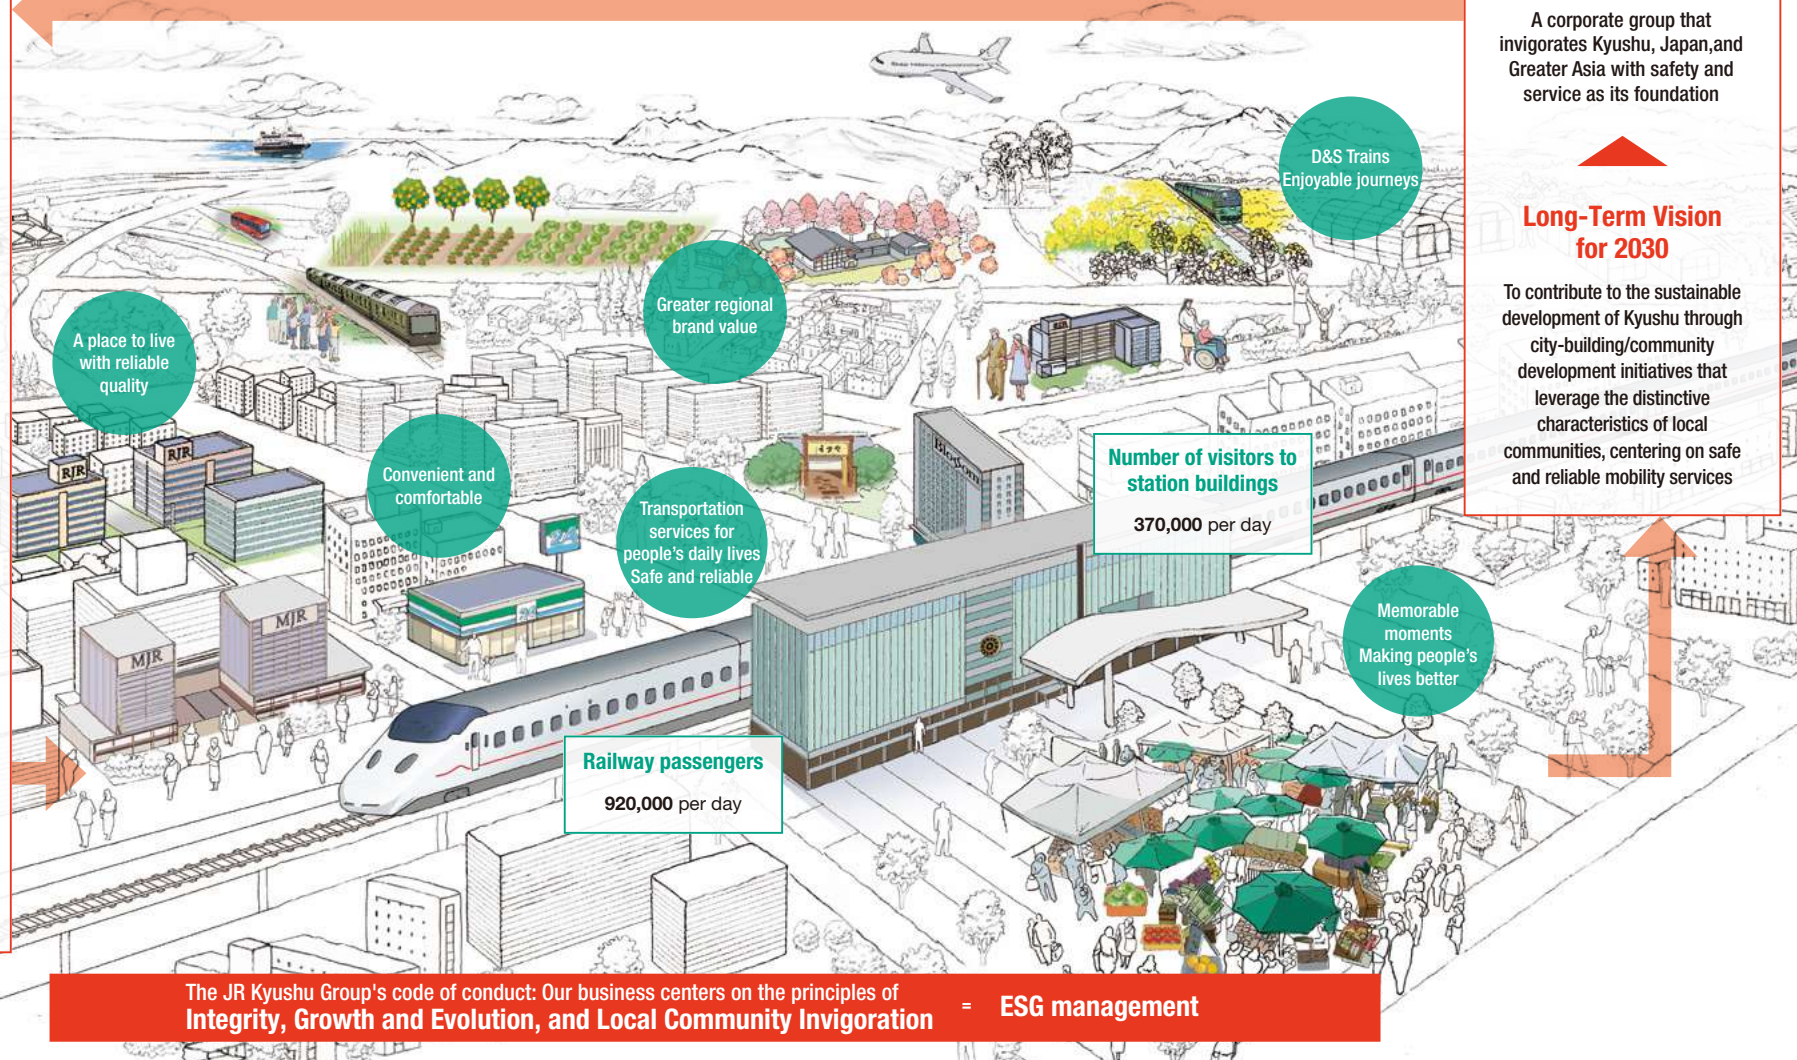 A corporate group that
invigorates Kyushu, Japan,and
Greater Asia with safety and
service as its foundation
Long-Term Vision
for 2030
To contribute to the sustainable
development of Kyushu through
city-building/community
development initiatives that
leverage the distinctive
characteristics of local
communities, centering on safe
and reliable mobility services
D&S Trains
Enjoyable journeys
Greater regional
brand value
A place to live
with reliable
quality
Convenient and
comfortable
Transportation
services for
people's daily lives
Safe and reliable
Number of visitors to
station buildings
370,000 per day
Memorable
moments
Making people's
lives better
Railway passengers
920,000 per day
RJR
RJR
RJR
MJR
MJR
Blossom
The JR Kyushu Group's code of conduct: Our business centers on the principles of
Integrity, Growth and Evolution, and Local Community Invigoration
= ESG management